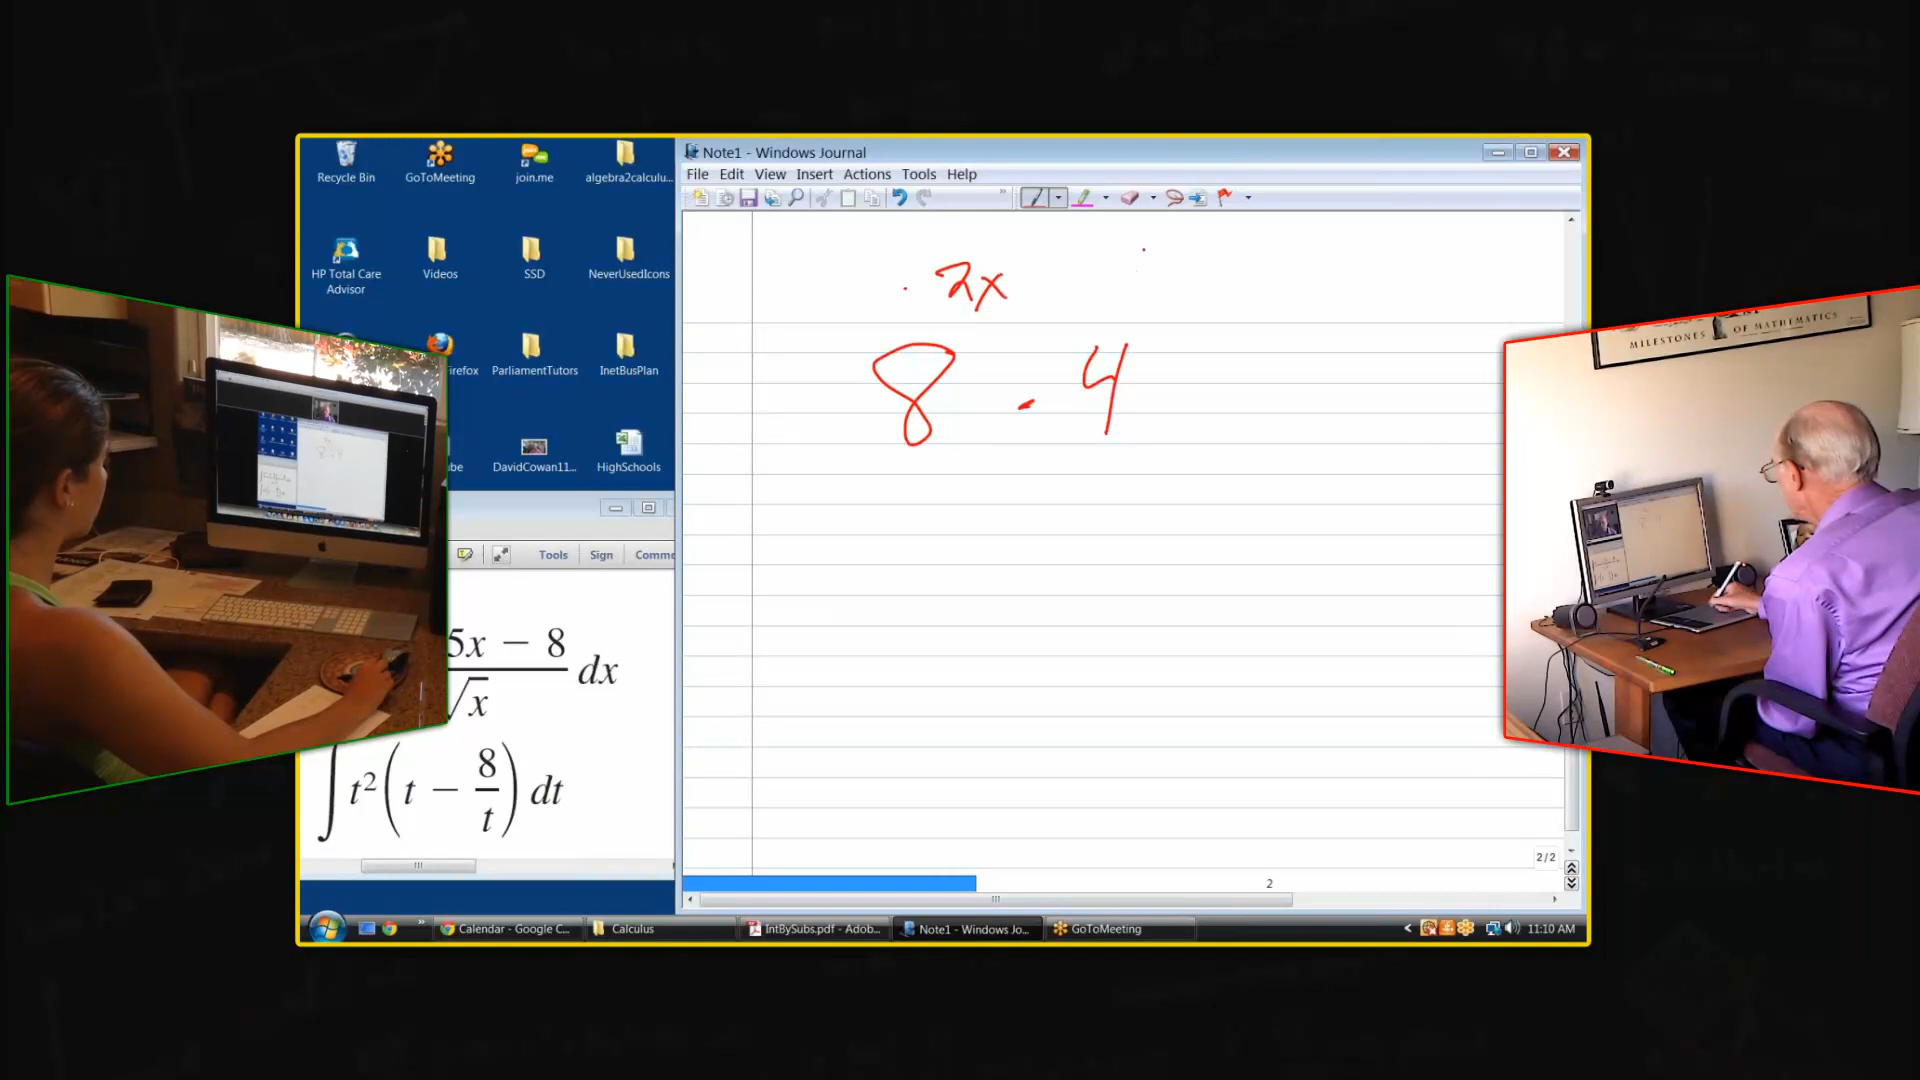 Recycle Bin
GoToMeeting
join.me
algebra2calculu...
HP Total Care Advisor
Videos
SSD
NeverUsedIcons
irefox
ParliamentTutors
InetBusPlan
be
DavidCowan11...
HighSchools
Tools Sign Comme
5x − 8
√x
dx
∫ t² ( t − 8/t ) dt
Note1 - Windows Journal
File Edit View Insert Actions Tools Help
2x
8 . 4
2/2
2
Calendar - Google C...
Calculus
IntBySubs.pdf - Adob...
Note1 - Windows Jo...
GoToMeeting
11:10 AM
MILESTONES OF MATHEMATICS